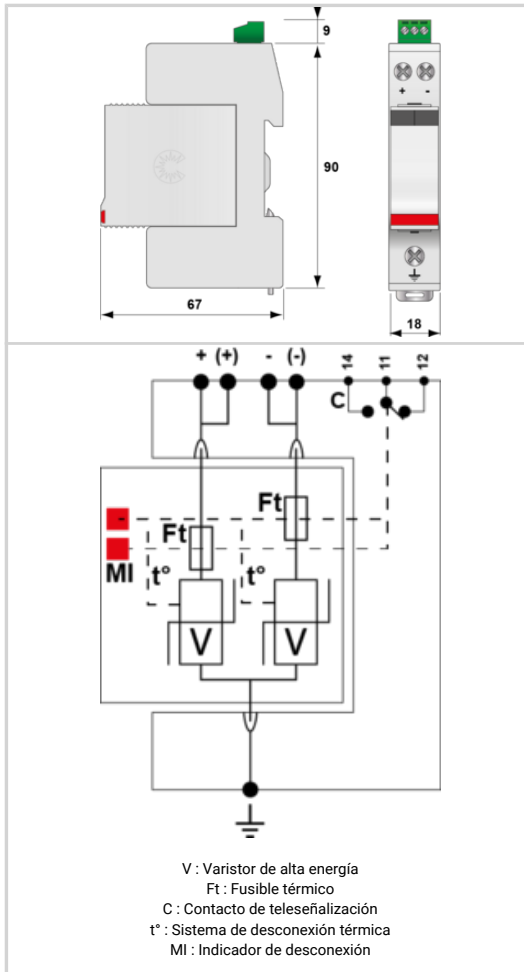 9
90
67
+ -
18
+ (+) - (-) 14 11 12
C
Ft
Ft
MI t° t°
V V
V : Varistor de alta energía
Ft : Fusible térmico
C : Contacto de teleseñalización
t° : Sistema de desconexión térmica
MI : Indicador de desconexión